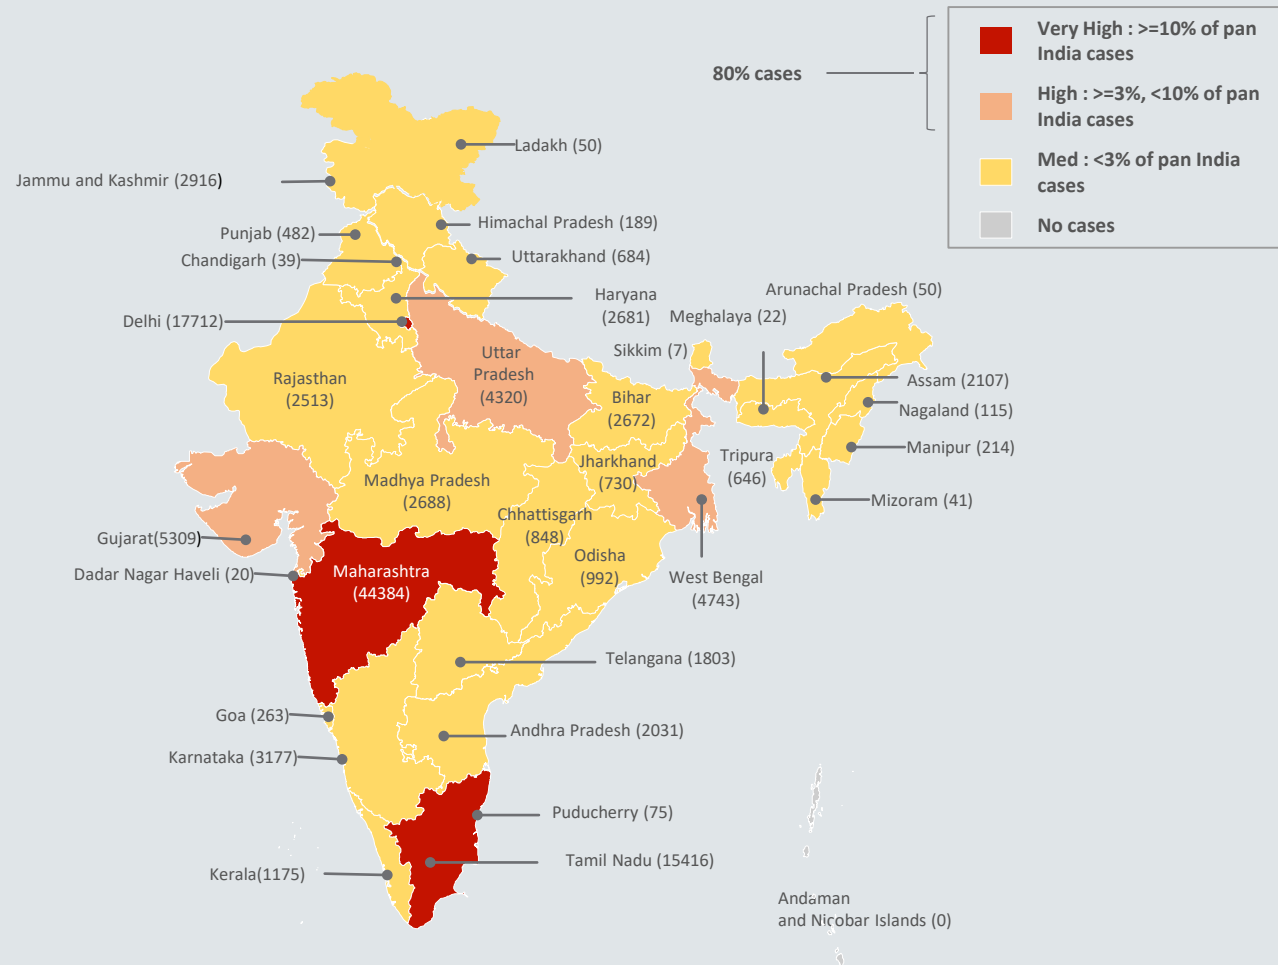 Very High : >=10% of pan
India cases
80% cases
High : >=3%, <10% of pan
India cases
Ladakh (50)
Med : <3% of pan India
cases
Jammu and Kashmir (2916)
No cases
Himachal Pradesh (189)
Punjab (482)
Uttarakhand (684)
Chandigarh (39)
Arunachal Pradesh (50)
Haryana
(2681)
Meghalaya (22)
Delhi (17712)
Sikkim (7)
Uttar
Pradesh
(4320)
Rajasthan
(2513)
Assam (2107)
Bihar
(2672)
Nagaland (115)
Manipur (214)
Tripura
(646)
Jharkhand
(730)
Madhya Pradesh
(2688)
Mizoram (41)
Chhattisgarh
(848)
Gujarat(5309)
Odisha
(992)
Dadar Nagar Haveli (20)
Maharashtra
(44384)
West Bengal
(4743)
Telangana (1803)
Goa (263)
Andhra Pradesh (2031)
Karnataka (3177)
Puducherry (75)
Tamil Nadu (15416)
Kerala(1175)
Andaman
and Nicobar Islands (0)